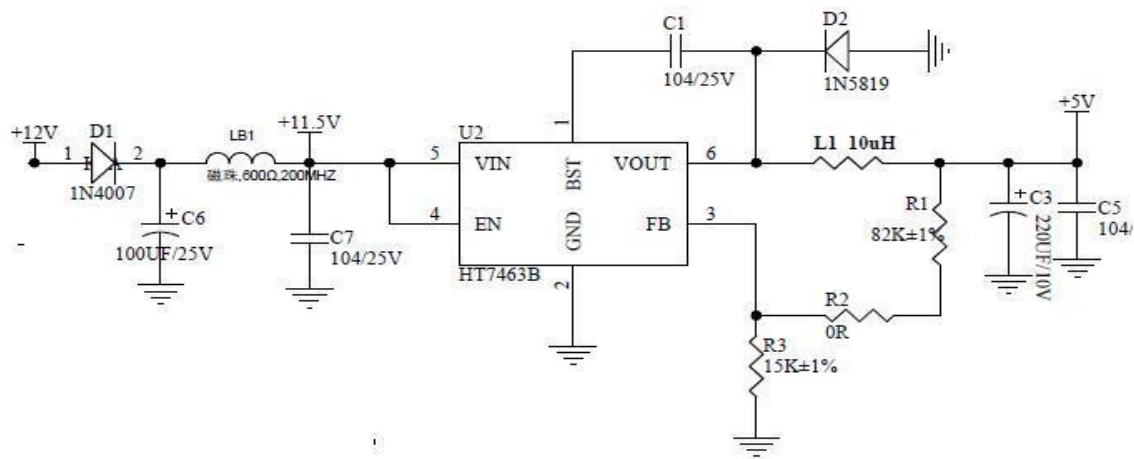 C1
104/25V
D2
1N5819
+12V
D1
1
2
1N4007
LB1
磁珠,600Ω,200MHZ
+11.5V
C6
100UF/25V
C7
104/25V
U2
1
5
VIN
BST
VOUT
6
4
EN
GND
FB
3
HT7463B
2
L1 10uH
+5V
R1
82K±1%
C3
220UF/10V
C5
104/
R2
0R
R3
15K±1%